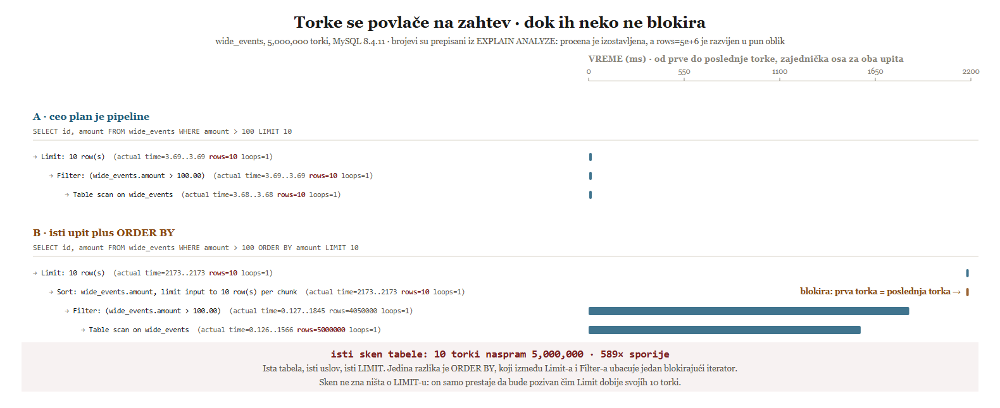 Torke se povlače na zahtev · dok ih neko ne blokira
wide_events, 5,000,000 torki, MySQL 8.4.11 · brojevi su prepisani iz EXPLAIN ANALYZE: procena je izostavljena, a rows=5e+6 je razvijen u pun oblik
VREME (ms) · od prve do poslednje torke, zajednička osa za oba upita
0 550 1100 1650 2200
A · ceo plan je pipeline
SELECT id, amount FROM wide_events WHERE amount > 100 LIMIT 10
→ Limit: 10 row(s) (actual time=3.69..3.69 rows=10 loops=1)
→ Filter: (wide_events.amount > 100.00) (actual time=3.69..3.69 rows=10 loops=1)
→ Table scan on wide_events (actual time=3.68..3.68 rows=10 loops=1)
B · isti upit plus ORDER BY
SELECT id, amount FROM wide_events WHERE amount > 100 ORDER BY amount LIMIT 10
→ Limit: 10 row(s) (actual time=2173..2173 rows=10 loops=1)
→ Sort: wide_events.amount, limit input to 10 row(s) per chunk (actual time=2173..2173 rows=10 loops=1)
blokira: prva torka = poslednja torka →
→ Filter: (wide_events.amount > 100.00) (actual time=0.127..1845 rows=4050000 loops=1)
→ Table scan on wide_events (actual time=0.126..1566 rows=5000000 loops=1)
isti sken tabele: 10 torki naspram 5,000,000 · 589× sporije
Ista tabela, isti uslov, isti LIMIT. Jedina razlika je ORDER BY, koji između Limit-a i Filter-a ubacuje jedan blokirajući iterator.
Sken ne zna ništa o LIMIT-u: on samo prestaje da bude pozivan čim Limit dobije svojih 10 torki.